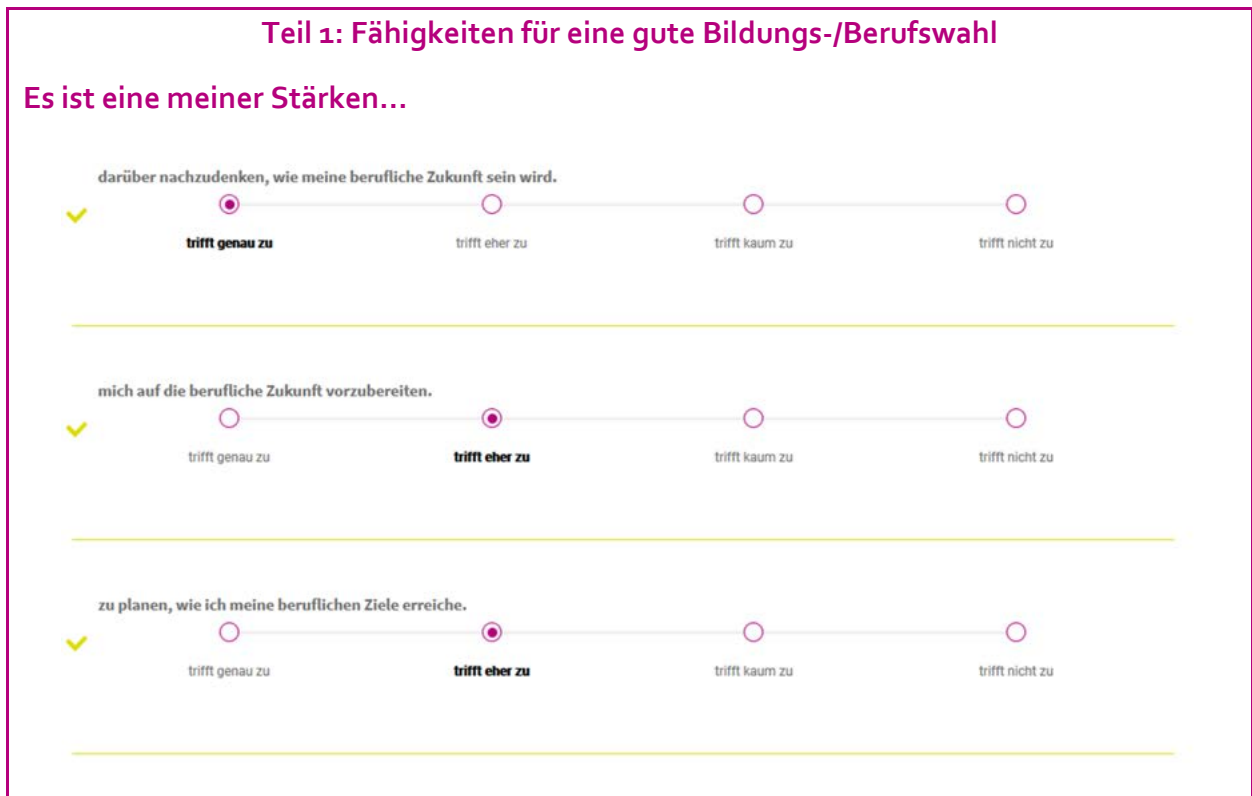 Teil 1: Fähigkeiten für eine gute Bildungs-/Berufswahl
Es ist eine meiner Stärken...
darüber nachzudenken, wie meine berufliche Zukunft sein wird.
trifft genau zu trifft eher zu trifft kaum zu trifft nicht zu
mich auf die berufliche Zukunft vorzubereiten.
trifft genau zu trifft eher zu trifft kaum zu trifft nicht zu
zu planen, wie ich meine beruflichen Ziele erreiche.
trifft genau zu trifft eher zu trifft kaum zu trifft nicht zu